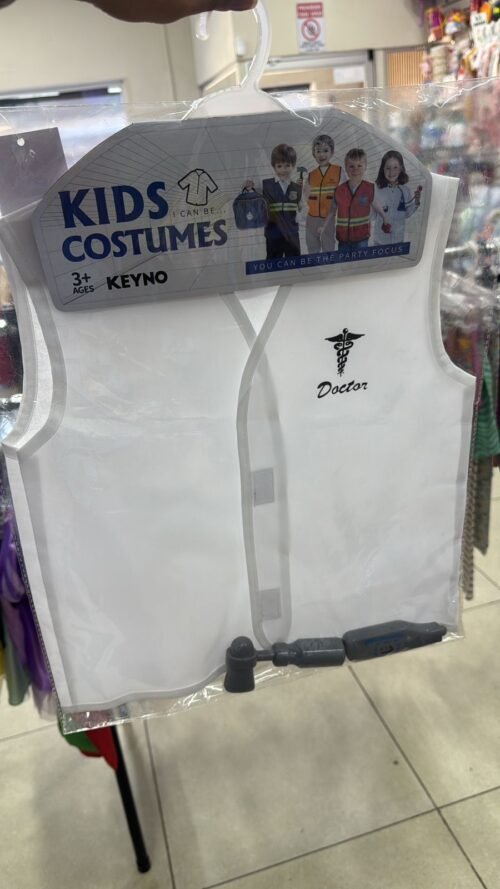 KIDS
I CAN BE...
COSTUMES
3+
AGES
KEYNO
YOU CAN BE THE PARTY FOCUS
Doctor